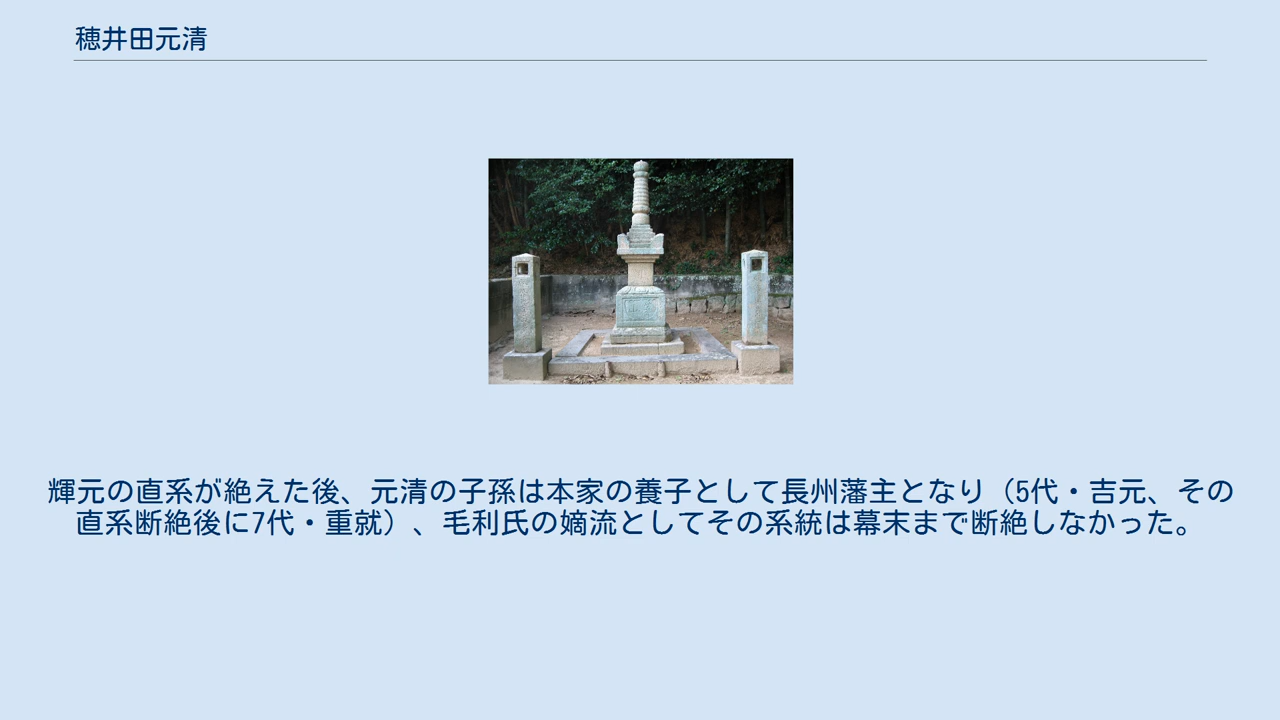 穂井田元清
輝元の直系が絶えた後、元清の子孫は本家の養子として長州藩主となり（5代・吉元、その
直系断絶後に7代・重就）、毛利氏の嫡流としてその系統は幕末まで断絶しなかった。